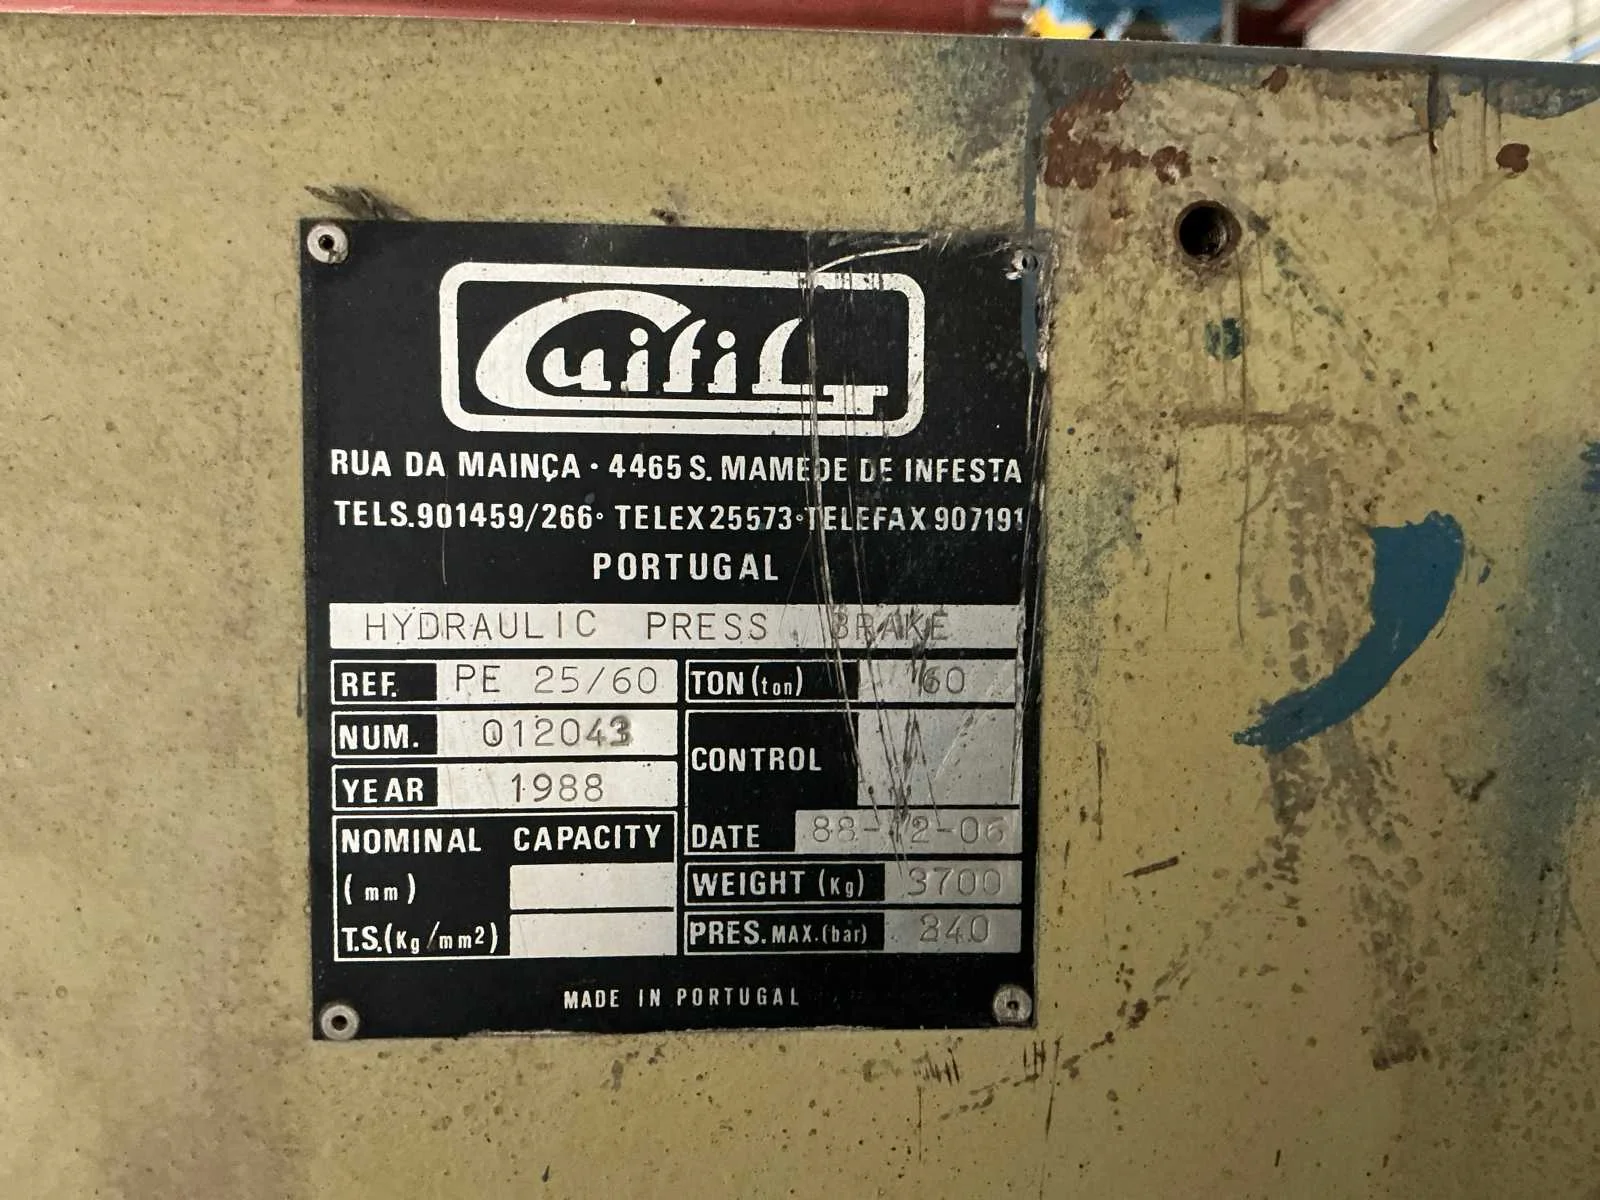 Guifil
RUA DA MAINÇA · 4465 S. MAMEDE DE INFESTA
TELS.901459/266 · TELEX 25573 · TELEFAX 907191
PORTUGAL
HYDRAULIC PRESS BRAKE
REF. PE 25/60
TON (ton) 60
NUM. 012043
CONTROL
YEAR 1988
DATE 88-12-06
NOMINAL CAPACITY
(mm)
T.S.(Kg/mm2)
WEIGHT (Kg) 3700
PRES. MAX.(bar) 240
MADE IN PORTUGAL